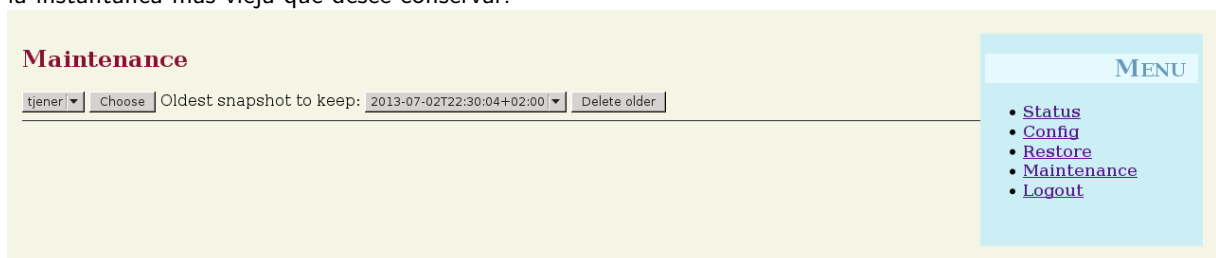 la instantánea más vieja que desee conservar.
Maintenance
tjener Choose Oldest snapshot to keep: 2013-07-02T22:30:04+02:00 Delete older
MENU
Status
Config
Restore
Maintenance
Logout